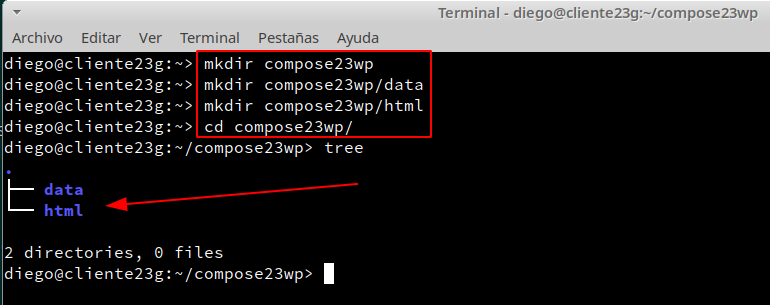 Terminal - diego@cliente23g:~/compose23wp
Archivo Editar Ver Terminal Pestañas Ayuda
diego@cliente23g:~> mkdir compose23wp
diego@cliente23g:~> mkdir compose23wp/data
diego@cliente23g:~> mkdir compose23wp/html
diego@cliente23g:~> cd compose23wp/
diego@cliente23g:~/compose23wp> tree
.
├── data
└── html
2 directories, 0 files
diego@cliente23g:~/compose23wp>